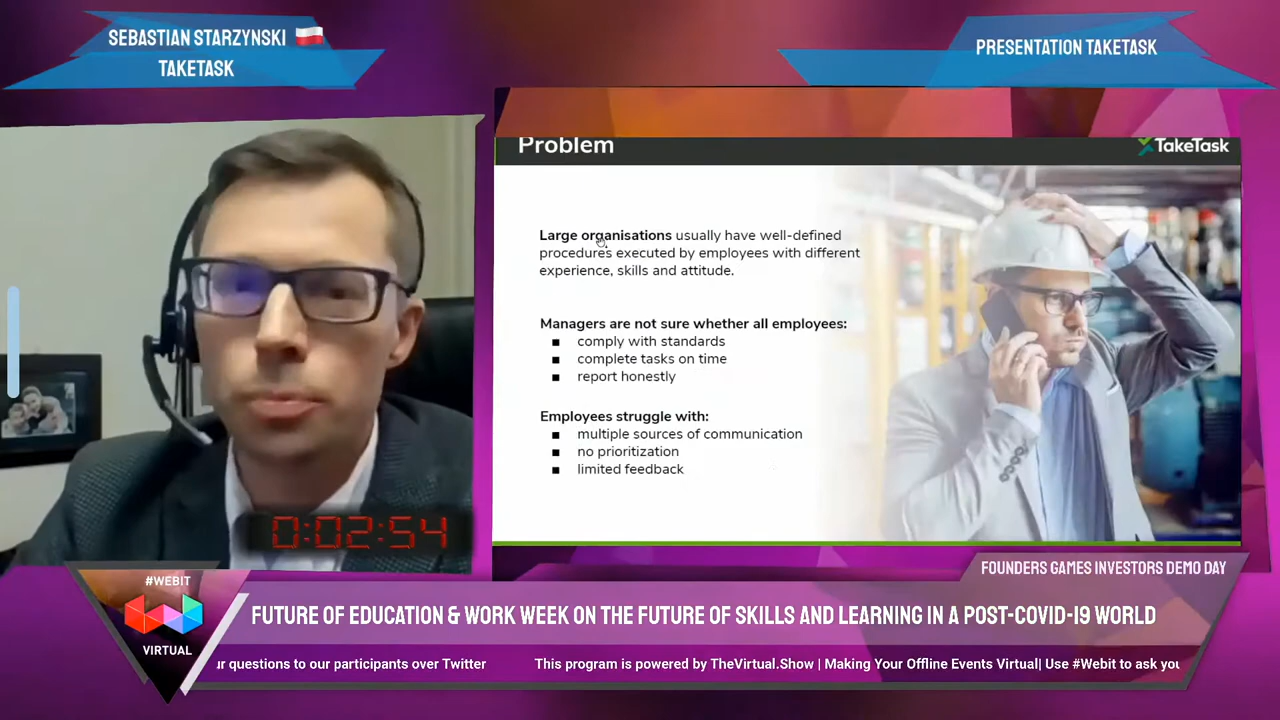 SEBASTIAN STARZYNSKI
TAKETASK
PRESENTATION TAKETASK
Problem
TakeTask
Large organisations usually have well-defined
procedures executed by employees with different
experience, skills and attitude.
Managers are not sure whether all employees:
■ comply with standards
■ complete tasks on time
■ report honestly
Employees struggle with:
■ multiple sources of communication
■ no prioritization
■ limited feedback
0:02:54
FOUNDERS GAMES INVESTORS DEMO DAY
#WEBIT
VIRTUAL
FUTURE OF EDUCATION & WORK WEEK ON THE FUTURE OF SKILLS AND LEARNING IN A POST-COVID-19 WORLD
ur questions to our participants over Twitter This program is powered by TheVirtual.Show | Making Your Offline Events Virtual| Use #Webit to ask you